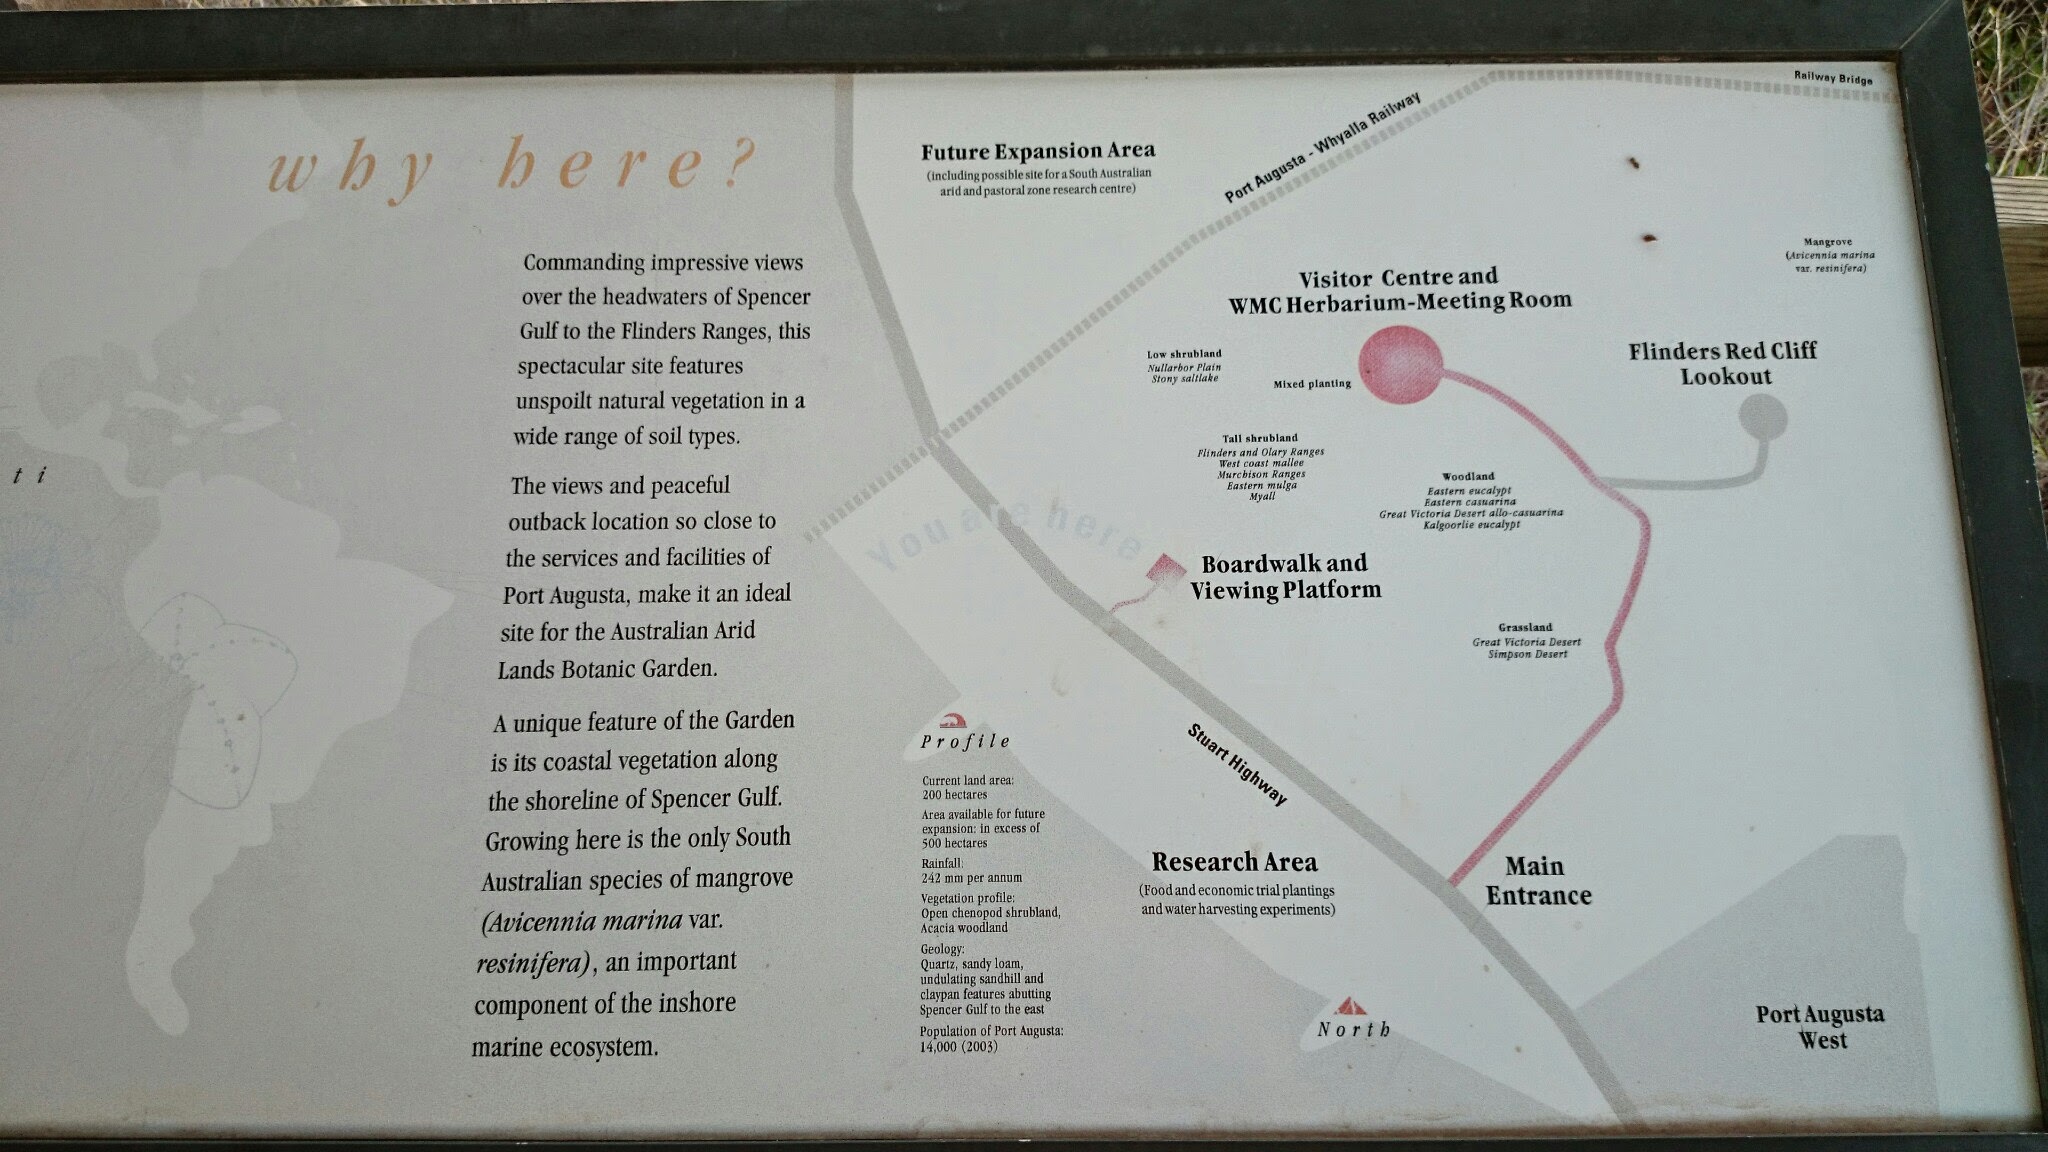 why here?
Commanding impressive views
over the headwaters of Spencer
Gulf to the Flinders Ranges, this
spectacular site features
unspoilt natural vegetation in a
wide range of soil types.
The views and peaceful
outback location so close to
the services and facilities of
Port Augusta, make it an ideal
site for the Australian Arid
Lands Botanic Garden.
A unique feature of the Garden
is its coastal vegetation along
the shoreline of Spencer Gulf.
Growing here is the only South
Australian species of mangrove
(Avicennia marina var.
resinifera), an important
component of the inshore
marine ecosystem.
t i
Future Expansion Area
(including possible site for a South Australian
arid and pastoral zone research centre)
Port Augusta - Whyalla Railway
Railway Bridge
Mangrove
(Avicennia marina
var. resinifera)
Visitor Centre and
WMC Herbarium-Meeting Room
Flinders Red Cliff
Lookout
Low shrubland
Nullarbor Plain
Stony saltlake
Mixed planting
Tall shrubland
Flinders and Olary Ranges
West coast mallee
Murchison Ranges
Eastern mulga
Myall
Woodland
Eastern eucalypt
Eastern casuarina
Great Victoria Desert allo-casuarina
Kalgoorlie eucalypt
You are here
Boardwalk and
Viewing Platform
Grassland
Great Victoria Desert
Simpson Desert
Stuart Highway
Profile
Current land area:
200 hectares
Area available for future
expansion: in excess of
500 hectares
Rainfall:
242 mm per annum
Vegetation profile:
Open chenopod shrubland,
Acacia woodland
Geology:
Quartz, sandy loam,
undulating sandhill and
claypan features abutting
Spencer Gulf to the east
Population of Port Augusta:
14,000 (2003)
Research Area
(Food and economic trial plantings
and water harvesting experiments)
Main
Entrance
North
Port Augusta
West